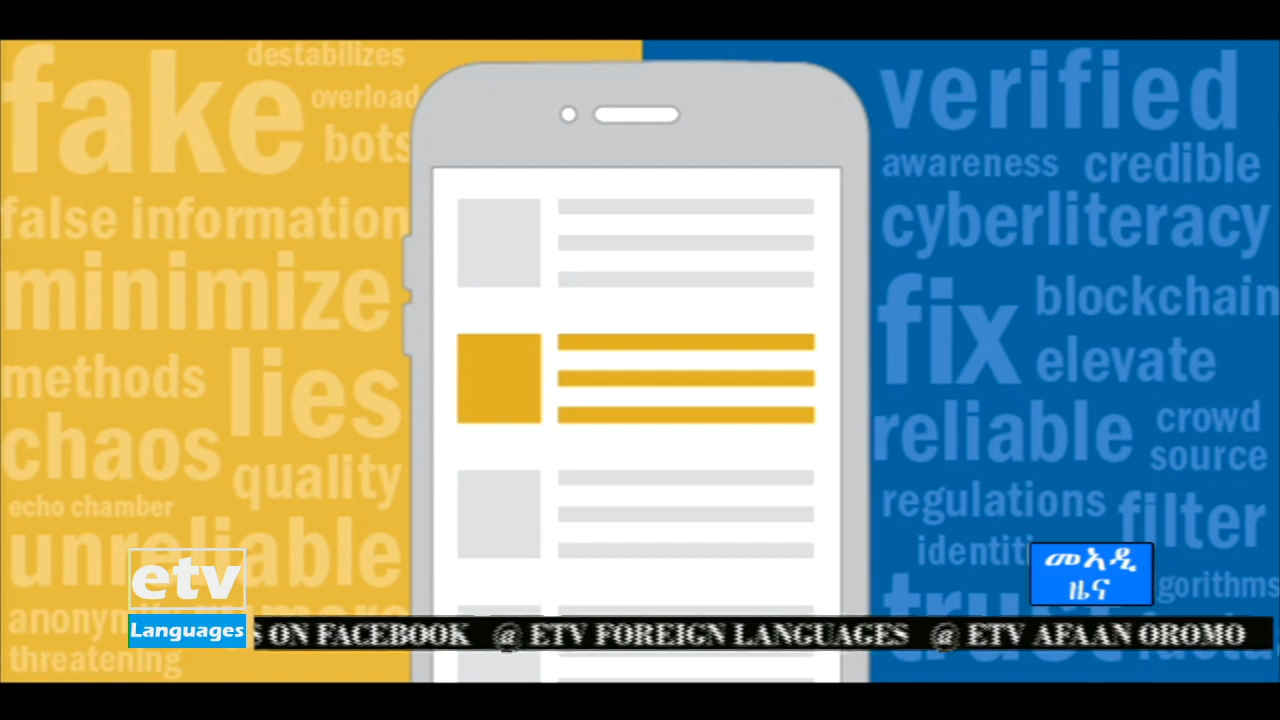 destabilizes
fake
overload
bots
false information
minimize
methods
lies
chaos
quality
echo chamber
unreliable
threatening
verified
awareness credible
cyberliteracy
fix
blockchain
elevate
reliable
crowd
source
regulations
filter
trust
etv
Languages
መአዲ
ዜና
S ON FACEBOOK @ ETV FOREIGN LANGUAGES @ ETV AFAAN OROMO